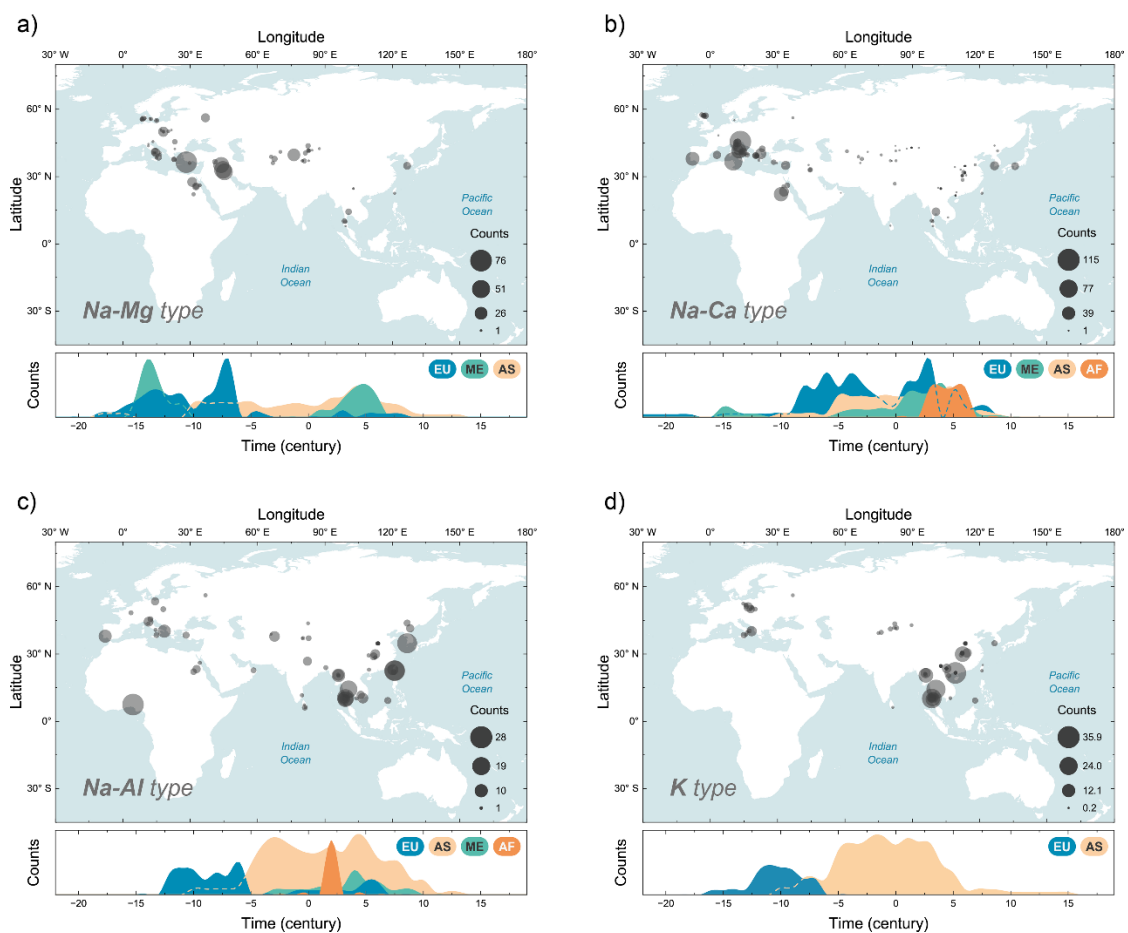 a)
Longitude
30° W 0° 30° E 60° E 90° E 120° E 150° E 180°
60° N
30° N
0°
30° S
Latitude
Pacific
Ocean
Indian
Ocean
Counts
76
51
26
1
Na-Mg type
Counts
EU ME AS
−20 −15 −10 −5 0 5 10 15
Time (century)
b)
Longitude
30° W 0° 30° E 60° E 90° E 120° E 150° E 180°
60° N
30° N
0°
30° S
Latitude
Pacific
Ocean
Indian
Ocean
Counts
115
77
39
1
Na-Ca type
Counts
EU ME AS AF
−20 −15 −10 −5 0 5 10 15
Time (century)
c)
Longitude
30° W 0° 30° E 60° E 90° E 120° E 150° E 180°
60° N
30° N
0°
30° S
Latitude
Pacific
Ocean
Indian
Ocean
Counts
28
19
10
1
Na-Al type
Counts
EU AS ME AF
−20 −15 −10 −5 0 5 10 15
Time (century)
d)
Longitude
30° W 0° 30° E 60° E 90° E 120° E 150° E 180°
60° N
30° N
0°
30° S
Latitude
Pacific
Ocean
Indian
Ocean
Counts
35.9
24.0
12.1
0.2
K type
Counts
EU AS
−20 −15 −10 −5 0 5 10 15
Time (century)